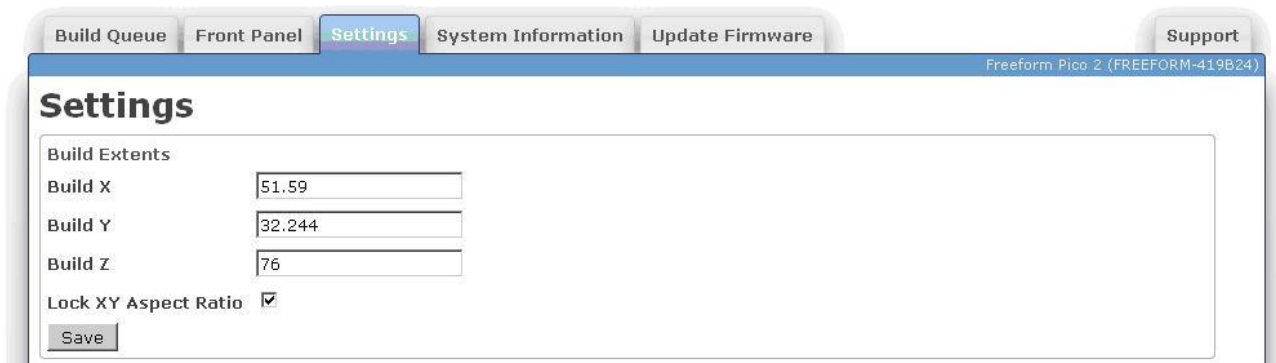 Build Queue Front Panel Settings System Information Update Firmware Support
Freeform Pico 2 (FREEFORM-419B24)
Settings
Build Extents
Build X 51.59
Build Y 32.244
Build Z 76
Lock XY Aspect Ratio
Save